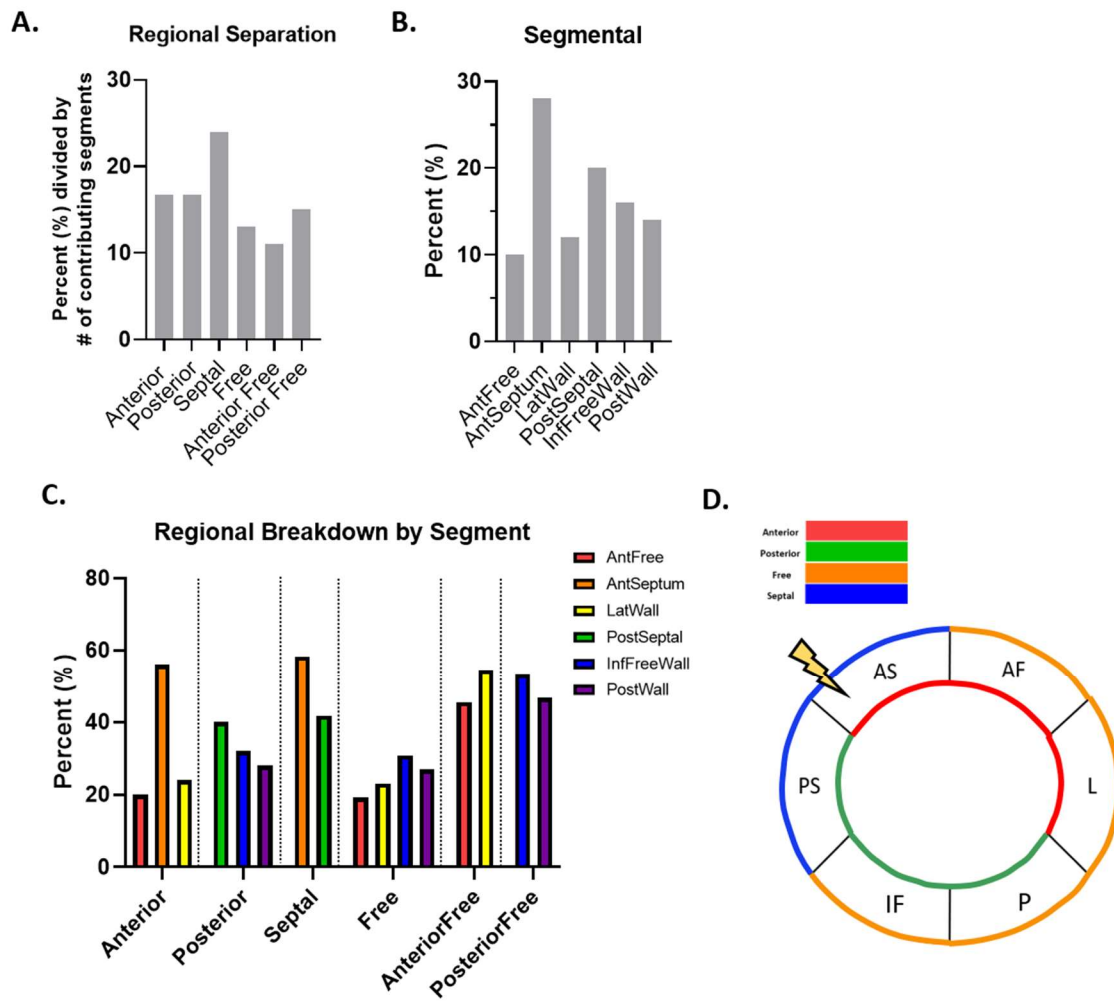 A.
Regional Separation
Percent (%) divided by
# of contributing segments
30
20
10
0
Anterior
Posterior
Septal
Free
Anterior Free
Posterior Free
B.
Segmental
Percent (%)
30
20
10
0
AntFree
AntSeptum
LatWall
PostSeptal
InfFreeWall
PostWall
C.
Regional Breakdown by Segment
Percent (%)
80
60
40
20
0
Anterior
Posterior
Septal
Free
AnteriorFree
PosteriorFree
AntFree
AntSeptum
LatWall
PostSeptal
InfFreeWall
PostWall
D.
Anterior
Posterior
Free
Septal
AS
AF
PS
L
IF
P